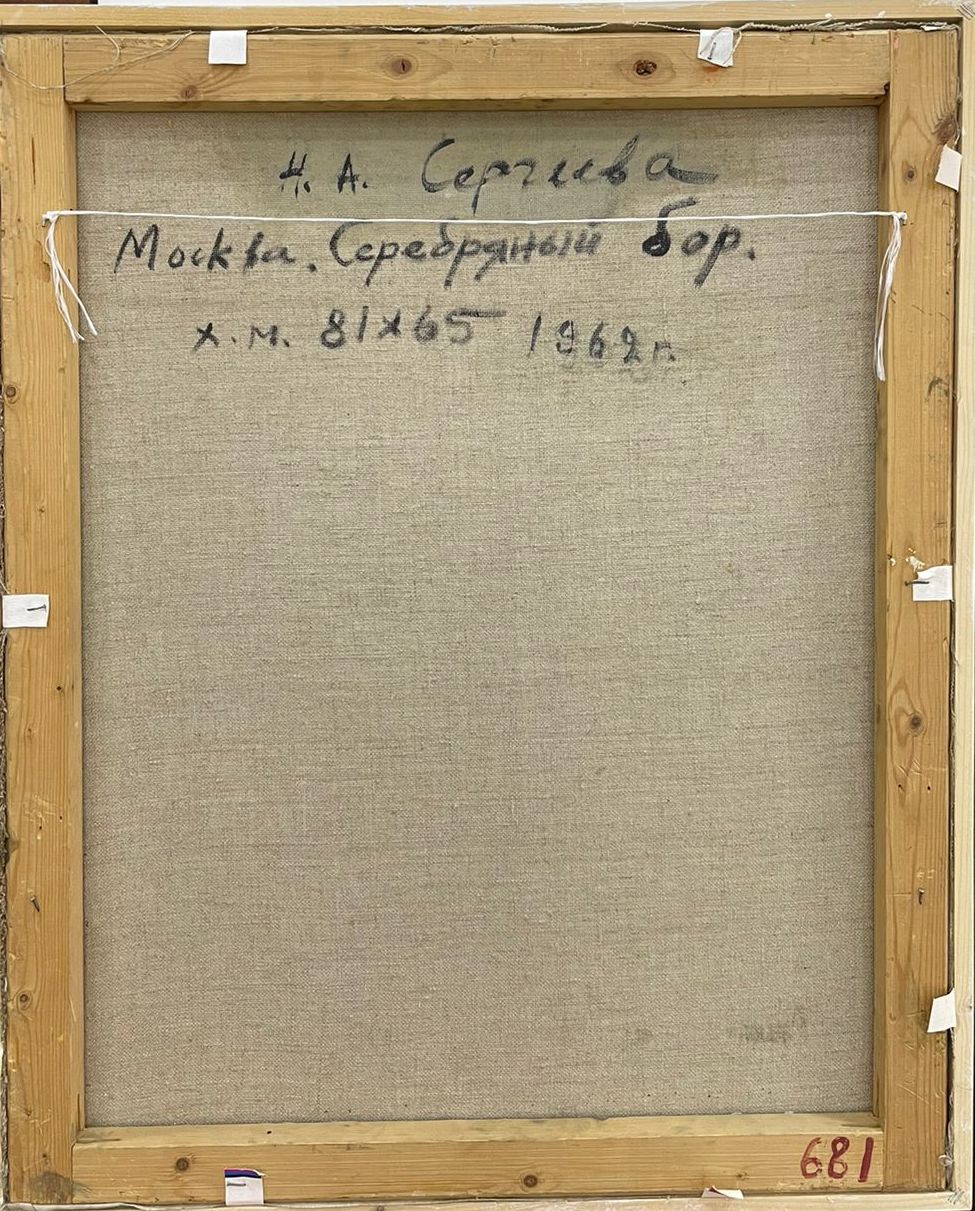 Н. А. Сергиева
Москва. Серебряный бор.
х.м. 81х65 1962 г.
681